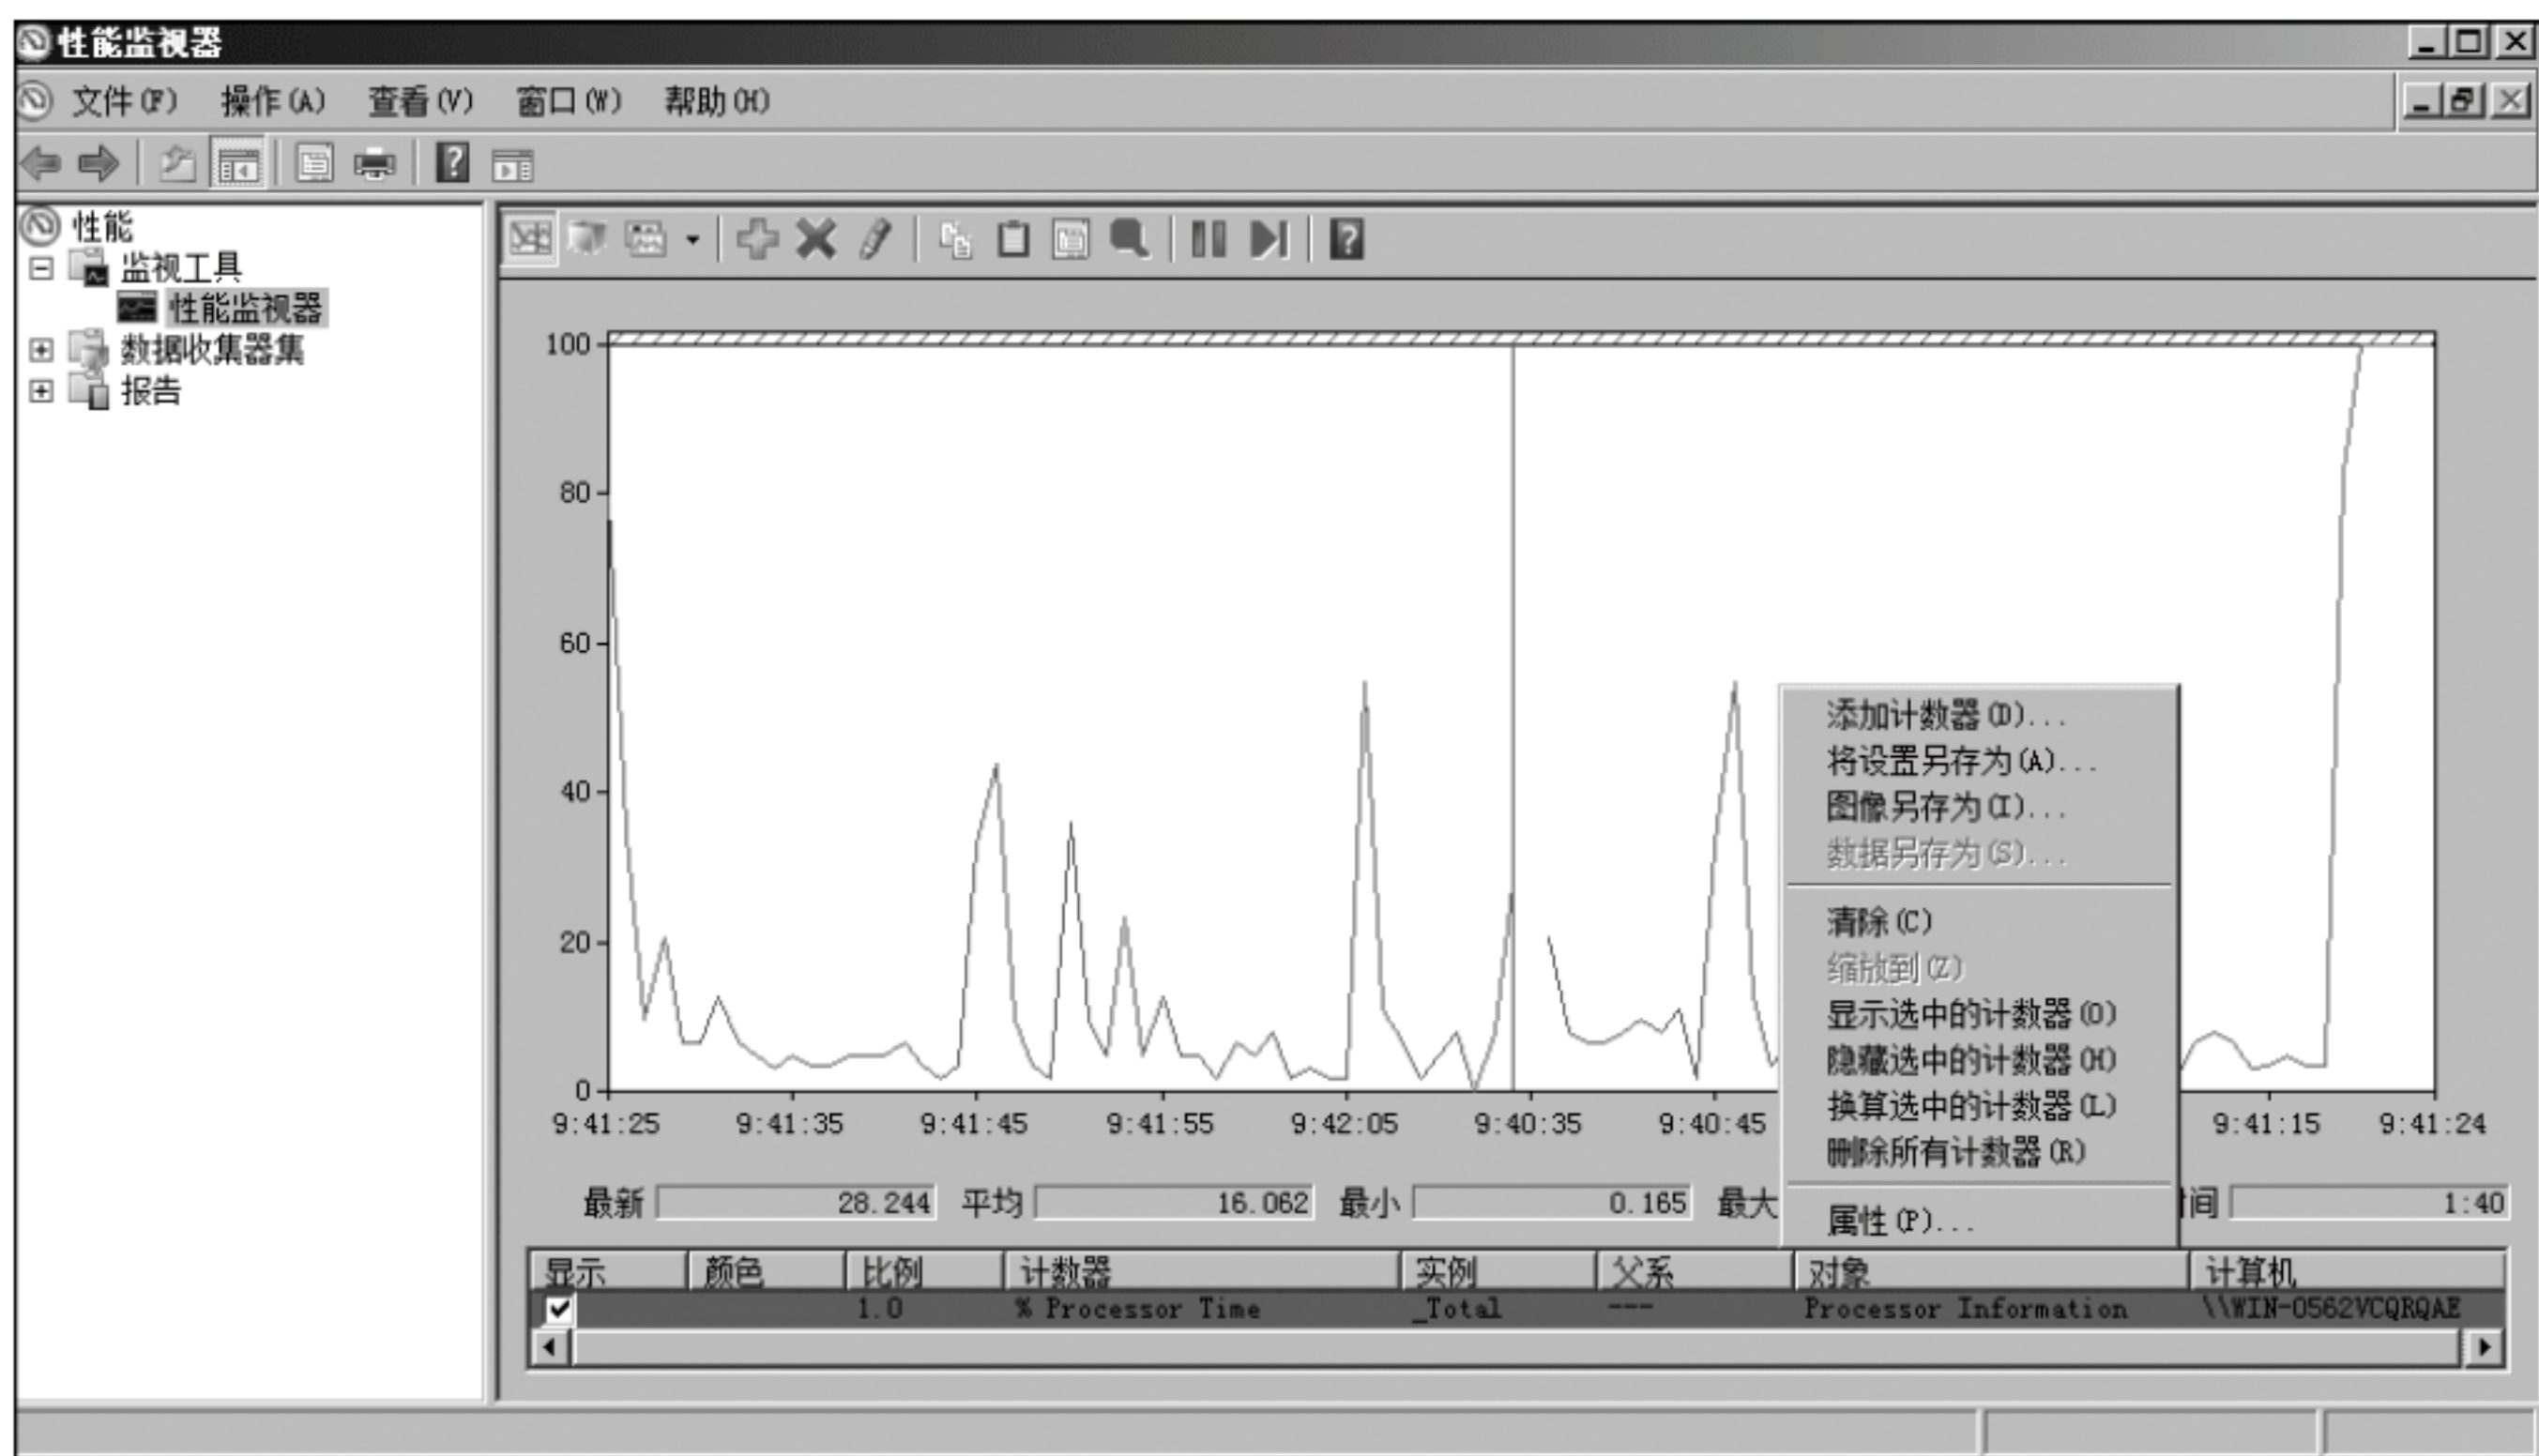 性能监视器
文件(F) 操作(A) 查看(V) 窗口(W) 帮助(H)
性能
监视工具
性能监视器
数据收集器集
报告
100
80
60
40
20
0
9:41:25 9:41:35 9:41:45 9:41:55 9:42:05 9:40:35 9:40:45 9:41:15 9:41:24
添加计数器(D)...
将设置另存为(A)...
图像另存为(I)...
数据另存为(S)...
清除(C)
缩放到(Z)
显示选中的计数器(O)
隐藏选中的计数器(H)
换算选中的计数器(L)
删除所有计数器(R)
属性(P)...
最新 28.244 平均 16.062 最小 0.165 最大 间 1:40
显示 颜色 比例 计数器 实例 父系 对象 计算机
1.0 % Processor Time _Total --- Processor Information \\WIN-O562VCQRQAE